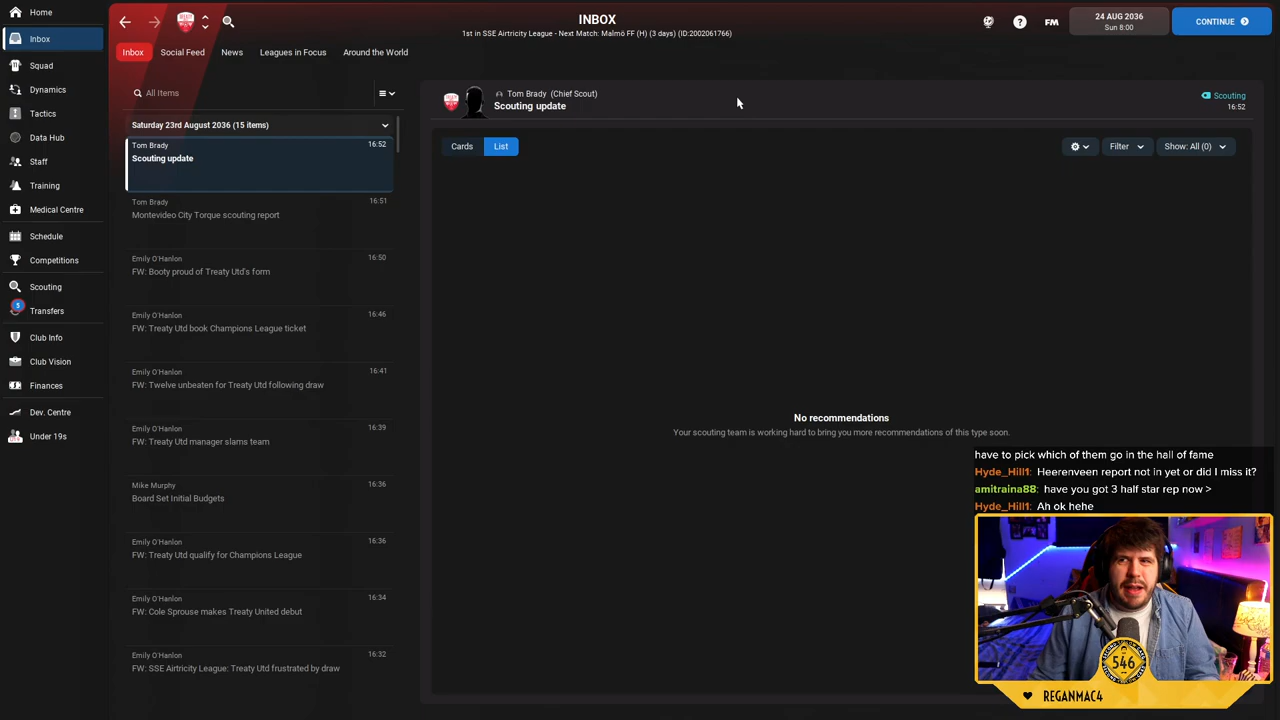 Home
Inbox
Squad
Dynamics
Tactics
Data Hub
Staff
Training
Medical Centre
Schedule
Competitions
Scouting
5
Transfers
Club Info
Club Vision
Finances
Dev. Centre
Under 19s
INBOX
1st in SSE Airtricity League - Next Match: Malmö FF (H) (3 days) (ID:2002061766)
?
FM
24 AUG 2036
Sun 8:00
CONTINUE
Inbox
Social Feed
News
Leagues in Focus
Around the World
All Items
Saturday 23rd August 2036 (15 items)
Tom Brady 16:52
Scouting update
Tom Brady 16:51
Montevideo City Torque scouting report
Emily O'Hanlon 16:50
FW: Booty proud of Treaty Utd's form
Emily O'Hanlon 16:46
FW: Treaty Utd book Champions League ticket
Emily O'Hanlon 16:41
FW: Twelve unbeaten for Treaty Utd following draw
Emily O'Hanlon 16:39
FW: Treaty Utd manager slams team
Mike Murphy 16:36
Board Set Initial Budgets
Emily O'Hanlon 16:36
FW: Treaty Utd qualify for Champions League
Emily O'Hanlon 16:34
FW: Cole Sprouse makes Treaty United debut
Emily O'Hanlon 16:32
FW: SSE Airtricity League: Treaty Utd frustrated by draw
Tom Brady (Chief Scout)
Scouting update
Scouting
16:52
Cards
List
Filter
Show: All (0)
No recommendations
Your scouting team is working hard to bring you more recommendations of this type soon.
have to pick which of them go in the hall of fame
Hyde_Hill1: Heerenveen report not in yet or did I miss it?
amitraina88: have you got 3 half star rep now >
Hyde_Hill1: Ah ok hehe
546
REGANMAC4